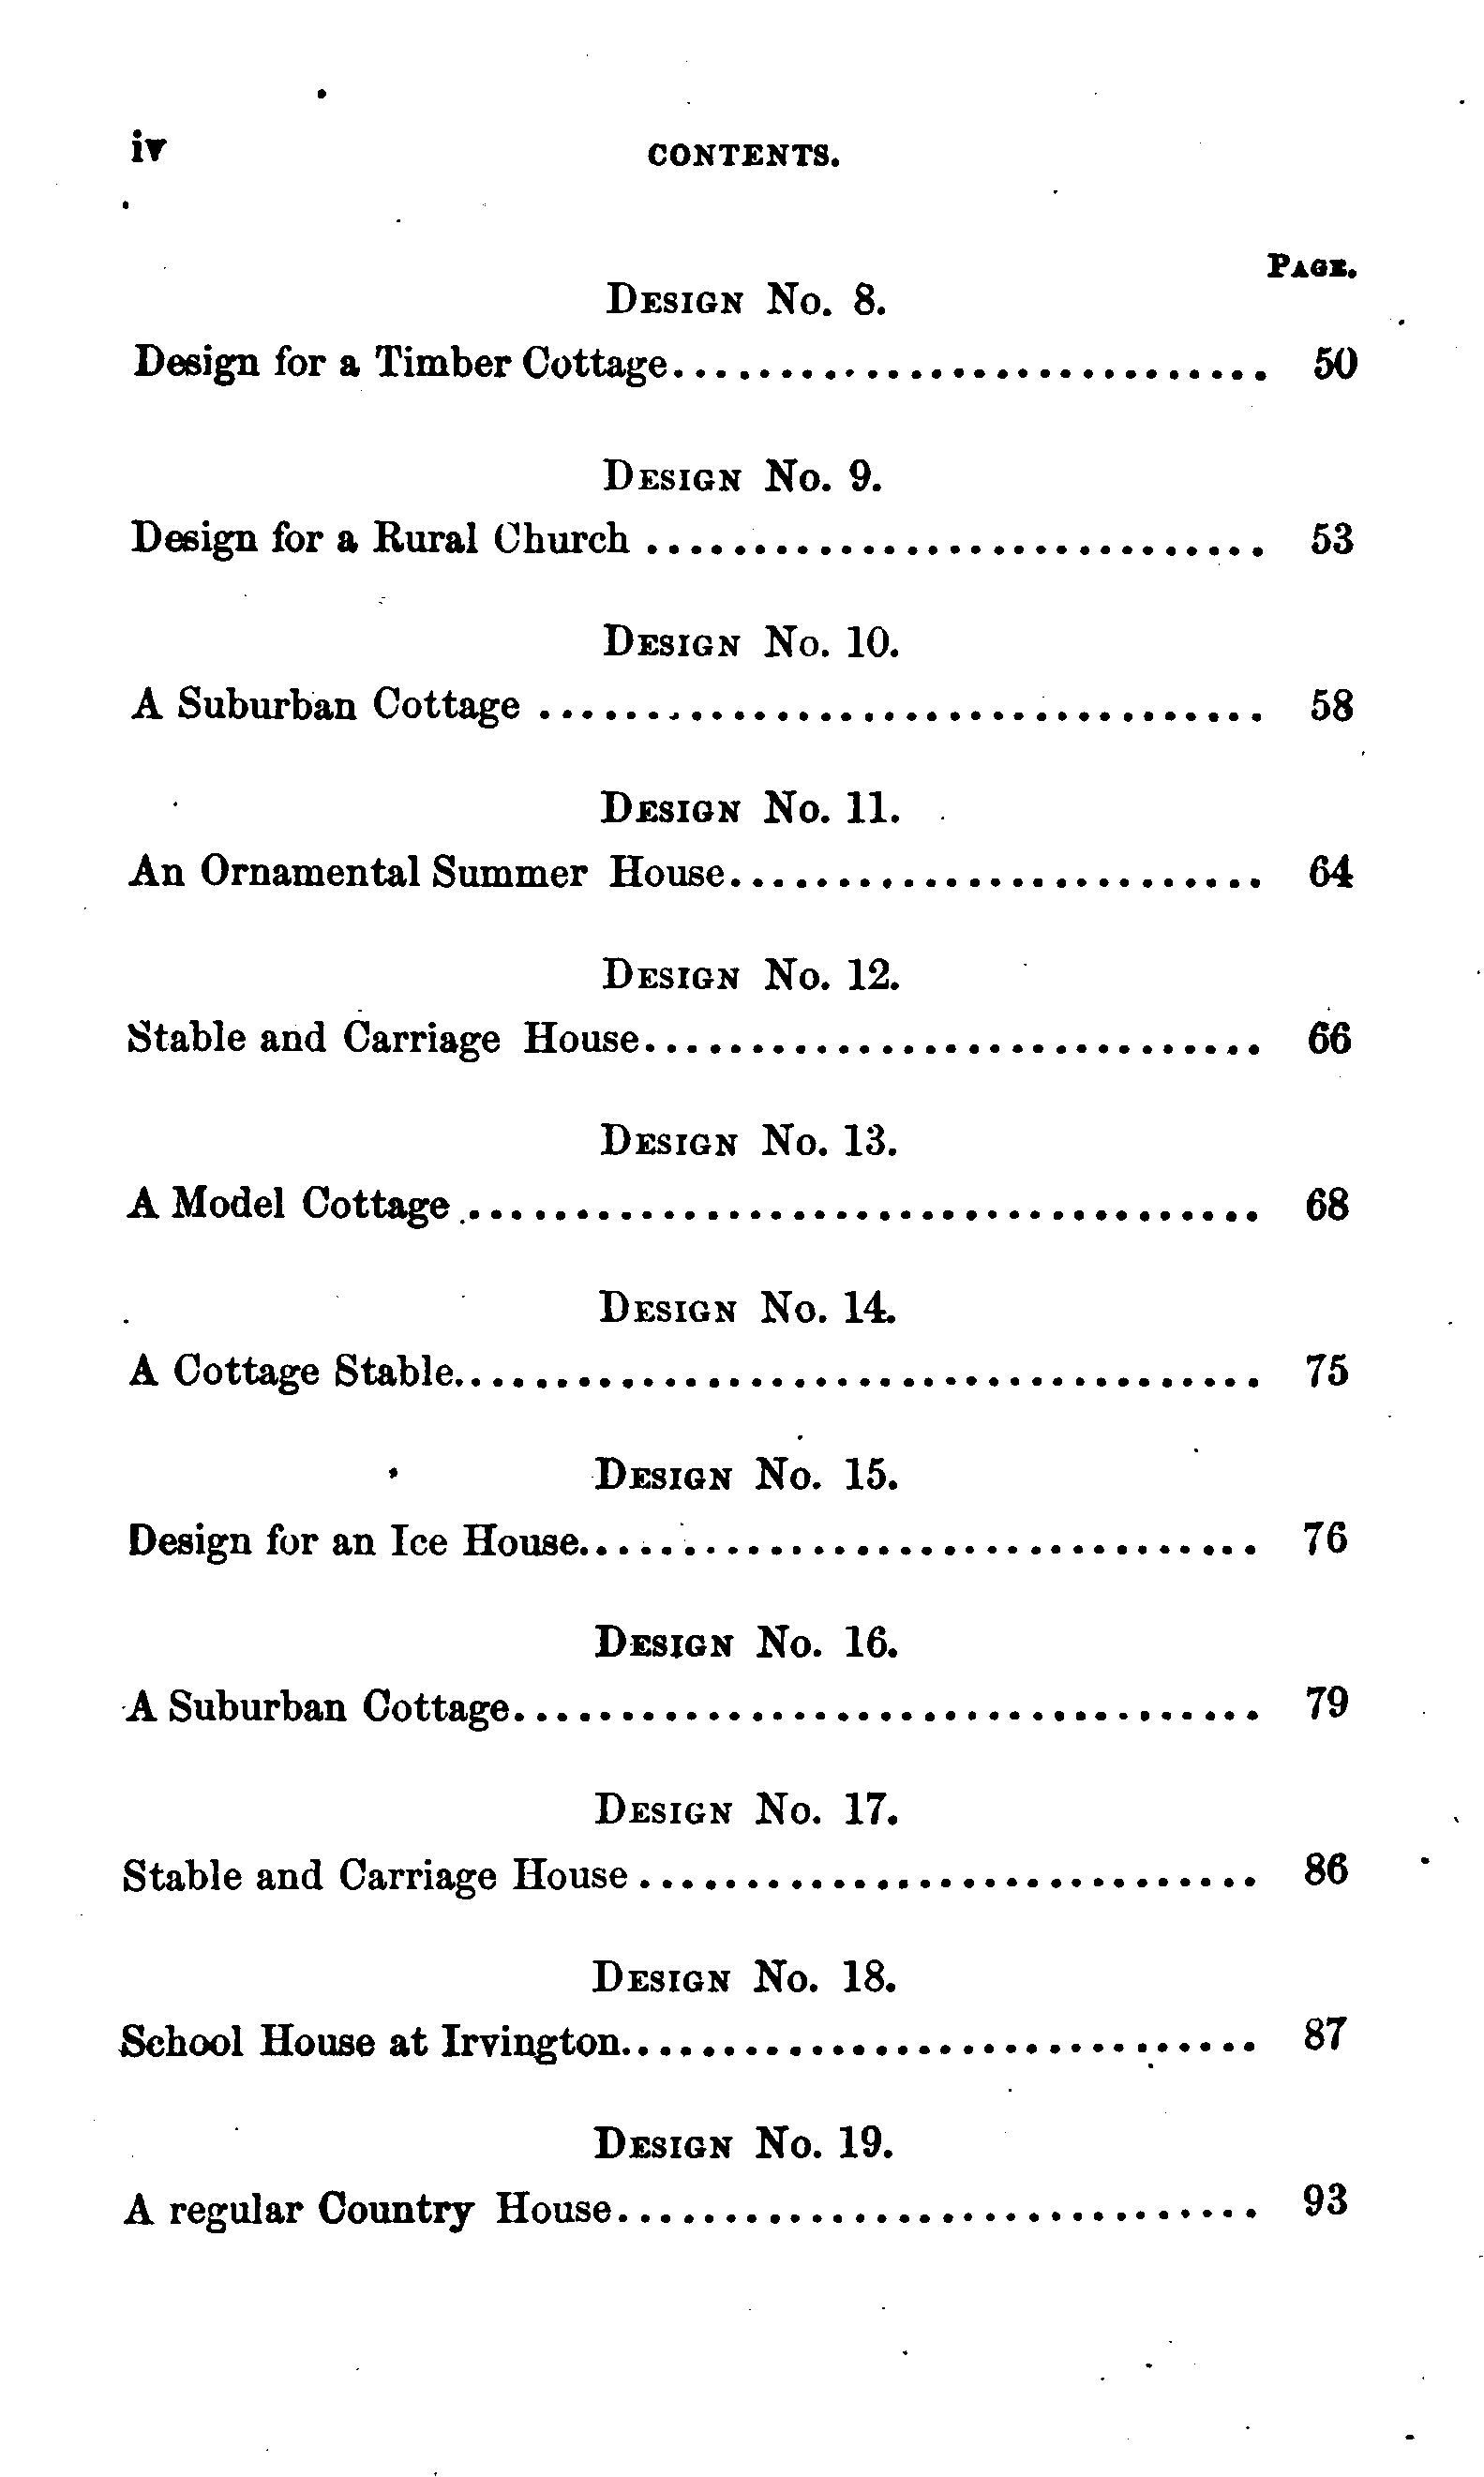 iv CONTENTS.
PAGE.
DESIGN No. 8.
Design for a Timber Cottage............................ 50
DESIGN No. 9.
Design for a Rural Church ............................. 53
DESIGN No. 10.
A Suburban Cottage .................................. 58
DESIGN No. 11.
An Ornamental Summer House......................... 64
DESIGN No. 12.
Stable and Carriage House............................. 66
DESIGN No. 13.
A Model Cottage...................................... 68
DESIGN No. 14.
A Cottage Stable...................................... 75
DESIGN No. 15.
Design for an Ice House................................ 76
DESIGN No. 16.
A Suburban Cottage................................... 79
DESIGN No. 17.
Stable and Carriage House ............................. 86
DESIGN No. 18.
School House at Irvington.............................. 87
DESIGN No. 19.
A regular Country House.............................. 93